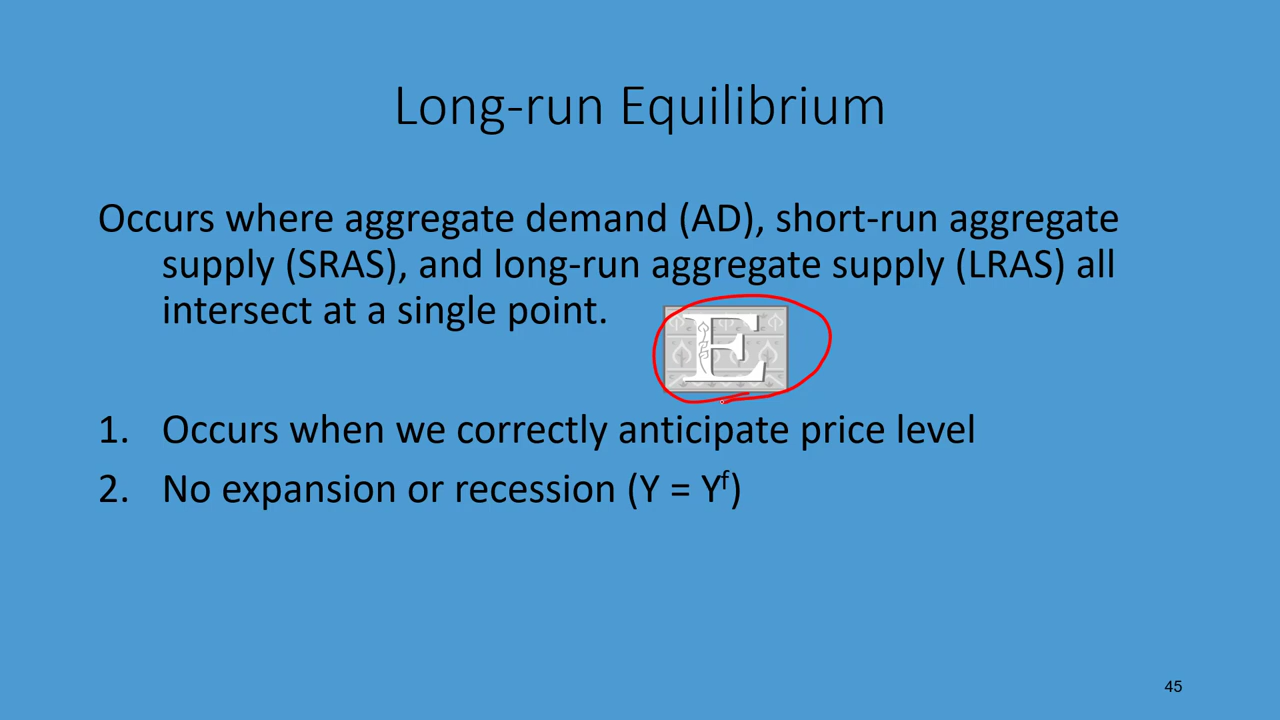 Long-run Equilibrium
Occurs where aggregate demand (AD), short-run aggregate
supply (SRAS), and long-run aggregate supply (LRAS) all
intersect at a single point.
E
1. Occurs when we correctly anticipate price level
2. No expansion or recession (Y = Yᶠ)
45